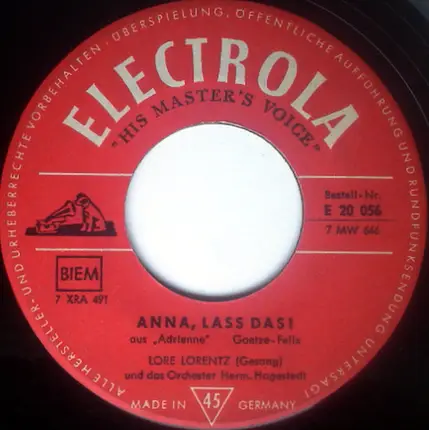 ALLE HERSTELLER- UND URHEBERRECHTE VORBEHALTEN · ÜBERSPIELUNG, ÖFFENTLICHE AUFFÜHRUNG UND RUNDFUNKSENDUNG UNTERSAGT
ELECTROLA
"HIS MASTER'S VOICE"
Bestell-Nr.
E 20 056
7 MW 646
BIEM
7 XRA 491
ANNA, LASS DAS!
aus „Adrienne" Goetze-Felix
LORE LORENTZ (Gesang)
und das Orchester Herm. Hagestedt
MADE IN 45 GERMANY